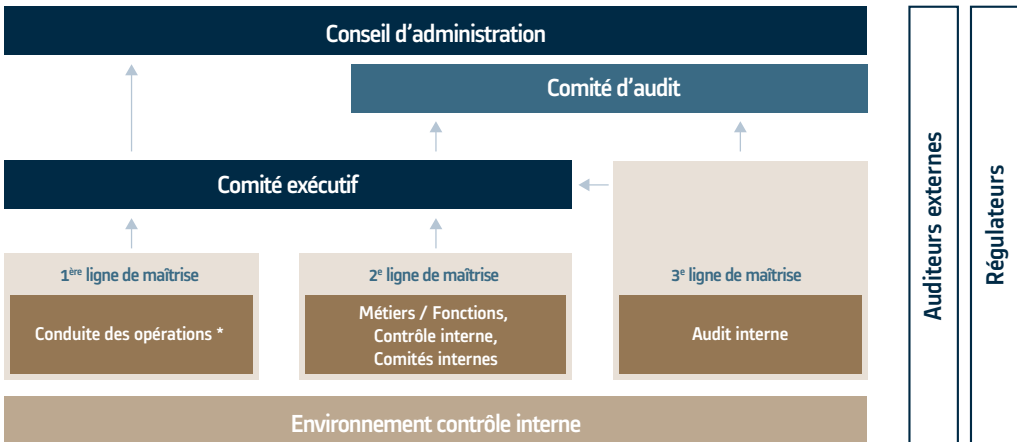 Conseil d’administration
Comité d’audit
Comité exécutif
1ère ligne de maîtrise
Conduite des opérations *
2e ligne de maîtrise
Métiers / Fonctions,
Contrôle interne,
Comités internes
3e ligne de maîtrise
Audit interne
Environnement contrôle interne
Auditeurs externes
Régulateurs